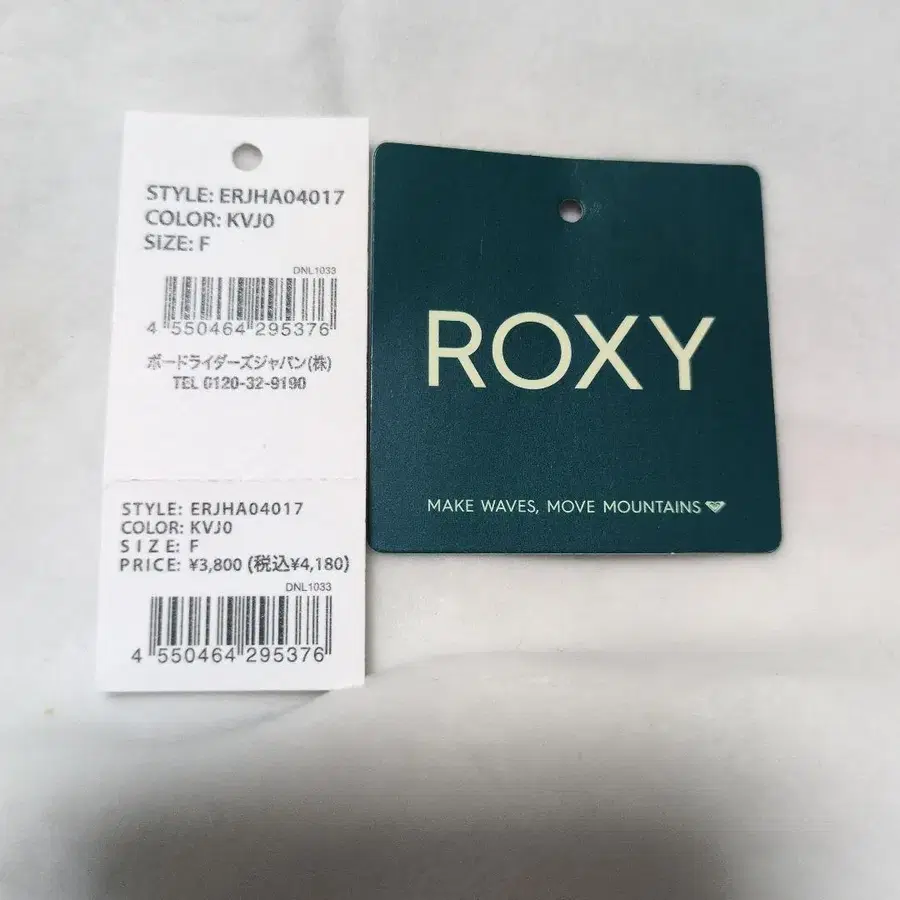 STYLE: ERJHA04017
COLOR: KVJ0
SIZE: F
DNL1033
4 550464 295376
ボードライダーズジャパン(株)
TEL 0120-32-9190
STYLE: ERJHA04017
COLOR: KVJ0
SIZE: F
PRICE: ¥3,800 (税込¥4,180)
DNL1033
4 550464 295376
ROXY
MAKE WAVES, MOVE MOUNTAINS